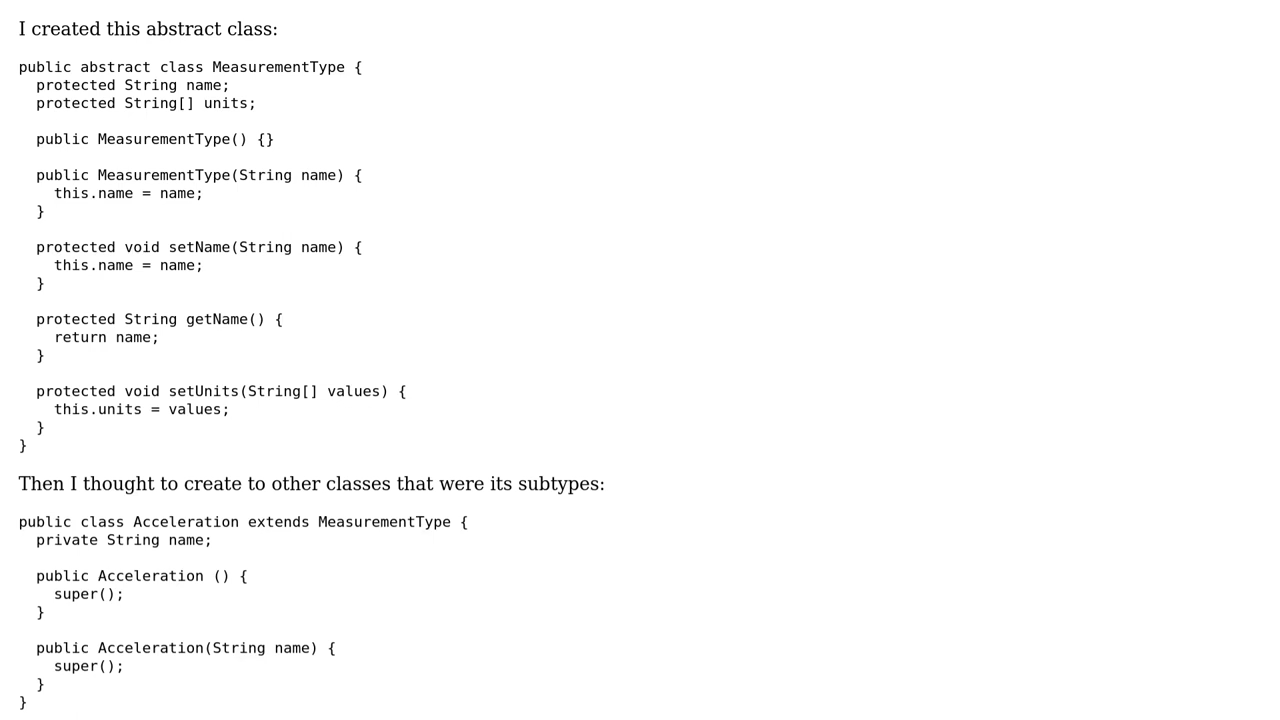 I created this abstract class:
public abstract class MeasurementType {
  protected String name;
  protected String[] units;

  public MeasurementType() {}

  public MeasurementType(String name) {
    this.name = name;
  }

  protected void setName(String name) {
    this.name = name;
  }

  protected String getName() {
    return name;
  }

  protected void setUnits(String[] values) {
    this.units = values;
  }
}
Then I thought to create to other classes that were its subtypes:
public class Acceleration extends MeasurementType {
  private String name;

  public Acceleration () {
    super();
  }

  public Acceleration(String name) {
    super();
  }
}